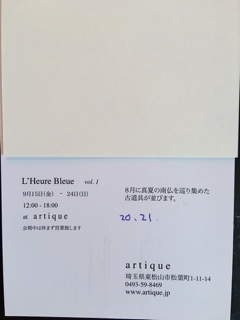 L'Heure Bleue vol. 1
9月15日(金) - 24日(日)
12:00 - 18:00
at artique
会期中は休まず営業致します
8月に真夏の南仏を巡り集めた
古道具が並びます。
20. 21.
artique
埼玉県東松山市松葉町1-11-14
0493-59-8469
www.artique.jp